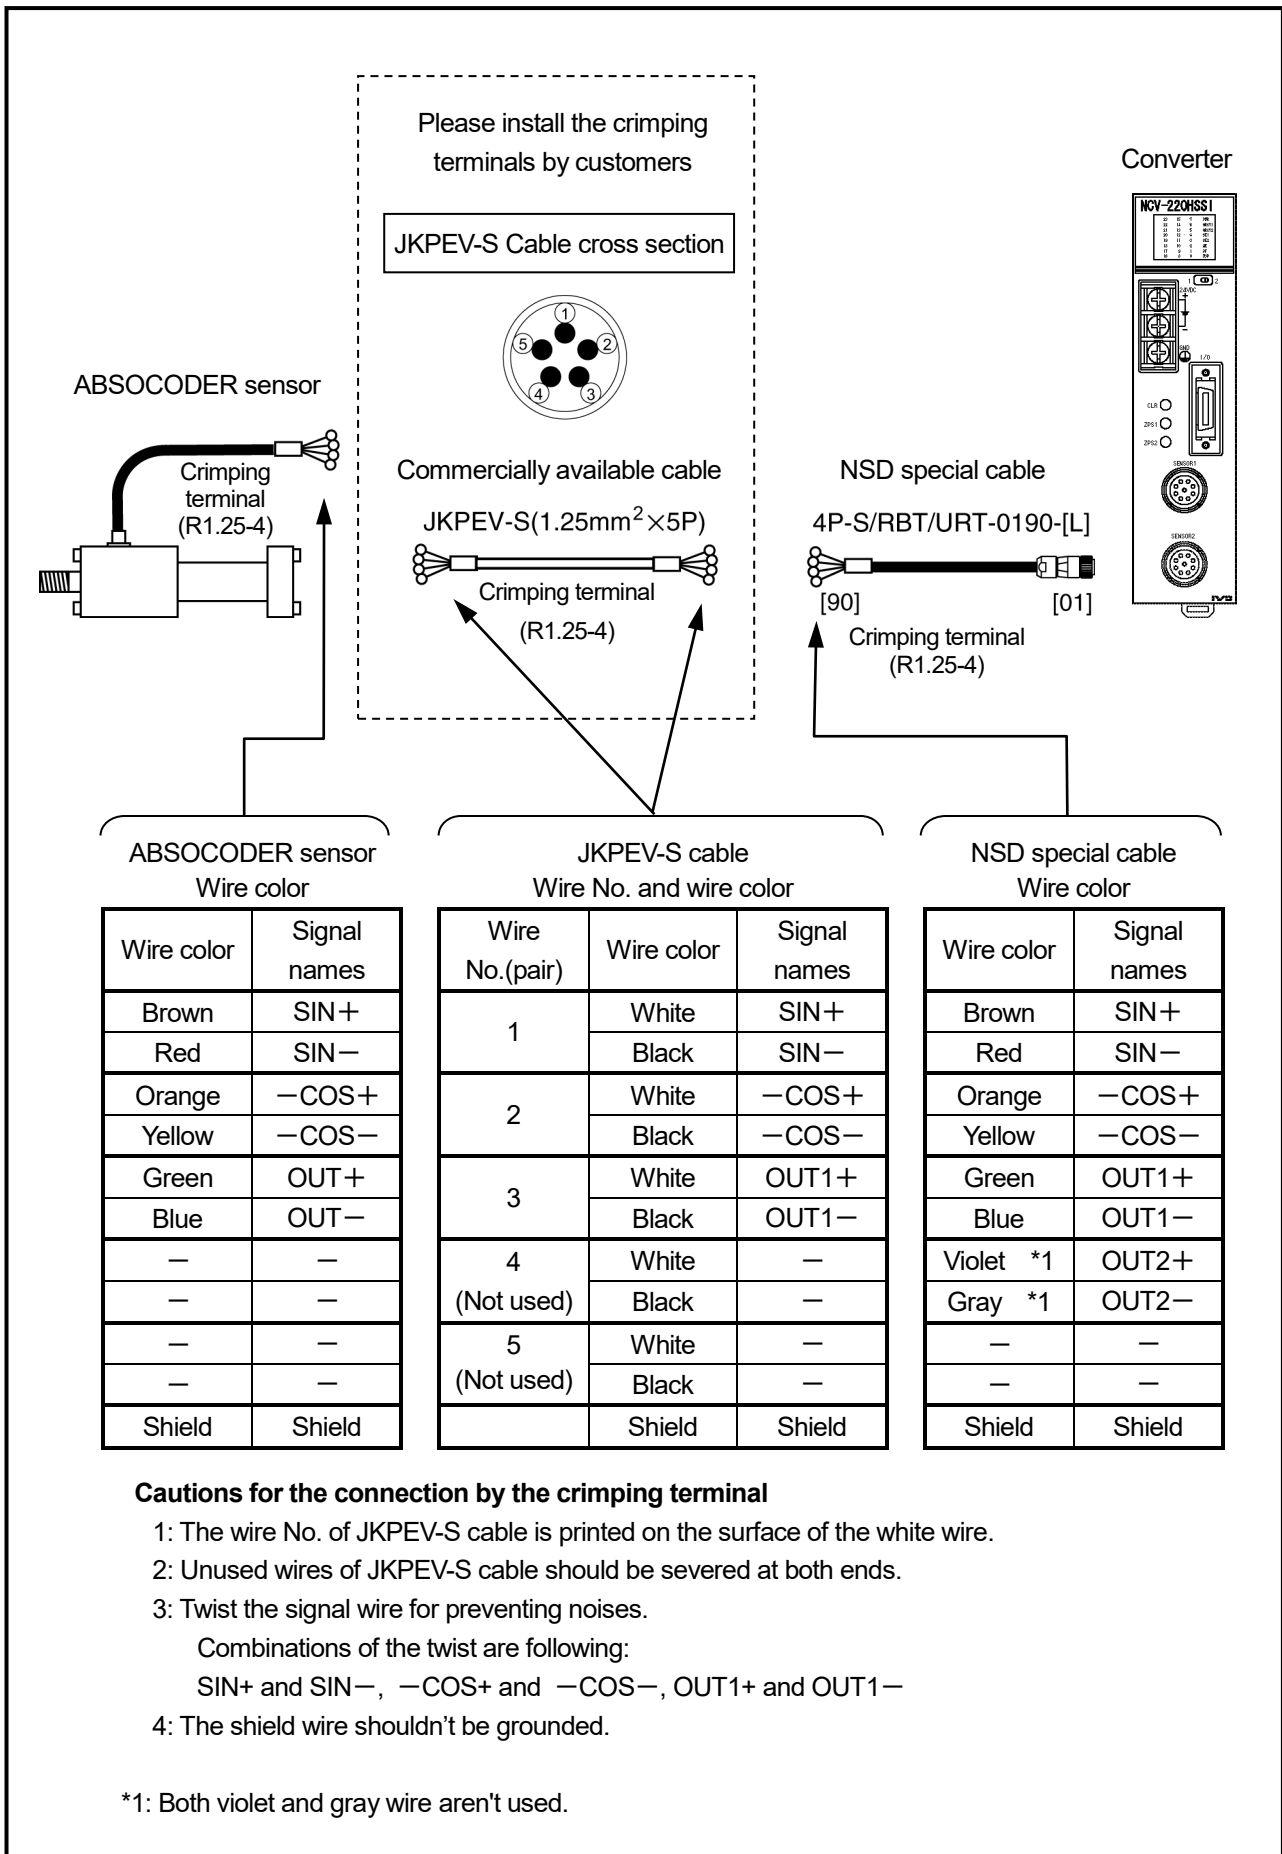 Please install the crimping
terminals by customers
JKPEV-S Cable cross section
1
5
2
4
3
Converter
NCV-220HSSI
1
2
24VDC
+
−
GND
I/O
CLR
ZPS1
ZPS2
SENSOR1
SENSOR2
ABSOCODER sensor
Crimping
terminal
(R1.25-4)
Commercially available cable
JKPEV-S(1.25mm²×5P)
Crimping terminal
(R1.25-4)
NSD special cable
4P-S/RBT/URT-0190-[L]
[90]
[01]
Crimping terminal
(R1.25-4)
ABSOCODER sensor
Wire color
Wire color Signal names
Brown SIN+
Red SIN−
Orange −COS+
Yellow −COS−
Green OUT+
Blue OUT−
− −
− −
− −
− −
Shield Shield
JKPEV-S cable
Wire No. and wire color
Wire No.(pair) Wire color Signal names
1 White SIN+
Black SIN−
2 White −COS+
Black −COS−
3 White OUT1+
Black OUT1−
4 (Not used) White −
Black −
5 (Not used) White −
Black −
Shield Shield
NSD special cable
Wire color
Wire color Signal names
Brown SIN+
Red SIN−
Orange −COS+
Yellow −COS−
Green OUT1+
Blue OUT1−
Violet *1 OUT2+
Gray *1 OUT2−
− −
− −
Shield Shield
Cautions for the connection by the crimping terminal
1: The wire No. of JKPEV-S cable is printed on the surface of the white wire.
2: Unused wires of JKPEV-S cable should be severed at both ends.
3: Twist the signal wire for preventing noises.
Combinations of the twist are following:
SIN+ and SIN−, −COS+ and −COS−, OUT1+ and OUT1−
4: The shield wire shouldn't be grounded.
*1: Both violet and gray wire aren't used.